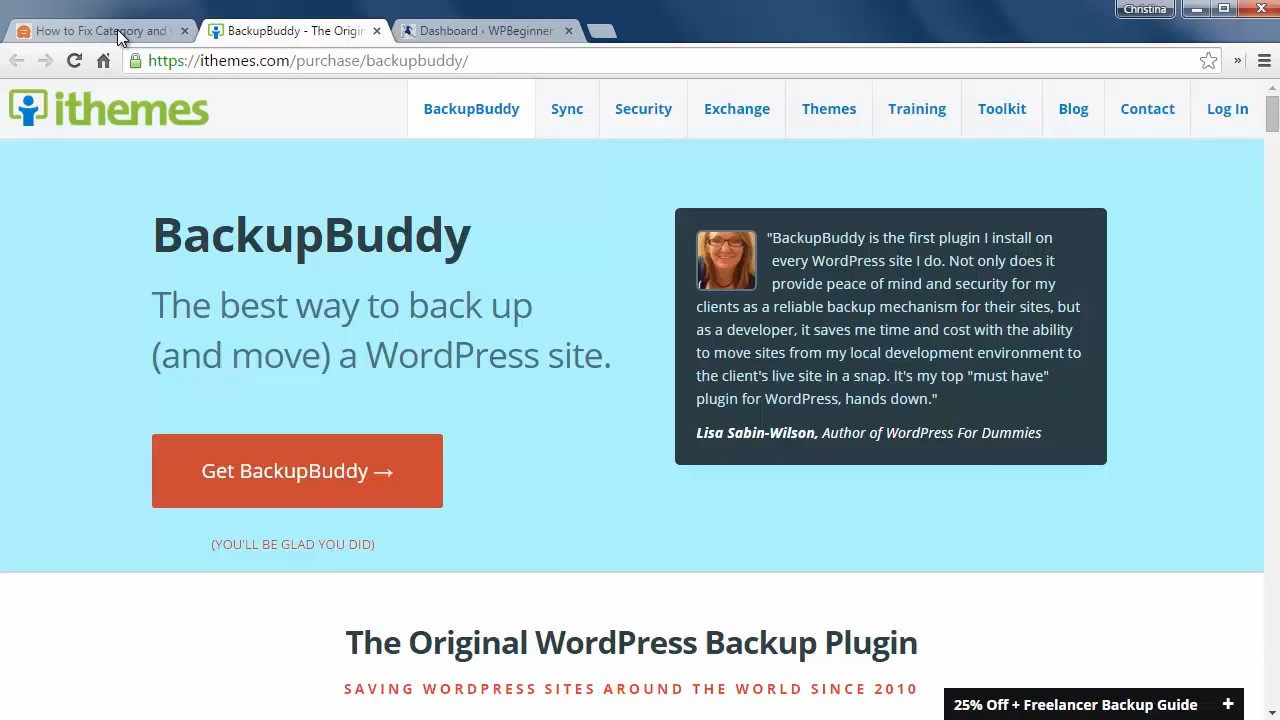 Christina
How to Fix Category and
BackupBuddy - The Origin
Dashboard ‹ WPBeginner
https://ithemes.com/purchase/backupbuddy/
ithemes
BackupBuddy
Sync
Security
Exchange
Themes
Training
Toolkit
Blog
Contact
Log In
BackupBuddy
The best way to back up
(and move) a WordPress site.
Get BackupBuddy →
(YOU'LL BE GLAD YOU DID)
"BackupBuddy is the first plugin I install on
every WordPress site I do. Not only does it
provide peace of mind and security for my
clients as a reliable backup mechanism for their sites, but
as a developer, it saves me time and cost with the ability
to move sites from my local development environment to
the client's live site in a snap. It's my top "must have"
plugin for WordPress, hands down."
Lisa Sabin-Wilson, Author of WordPress For Dummies
The Original WordPress Backup Plugin
SAVING WORDPRESS SITES AROUND THE WORLD SINCE 2010
25% Off + Freelancer Backup Guide +